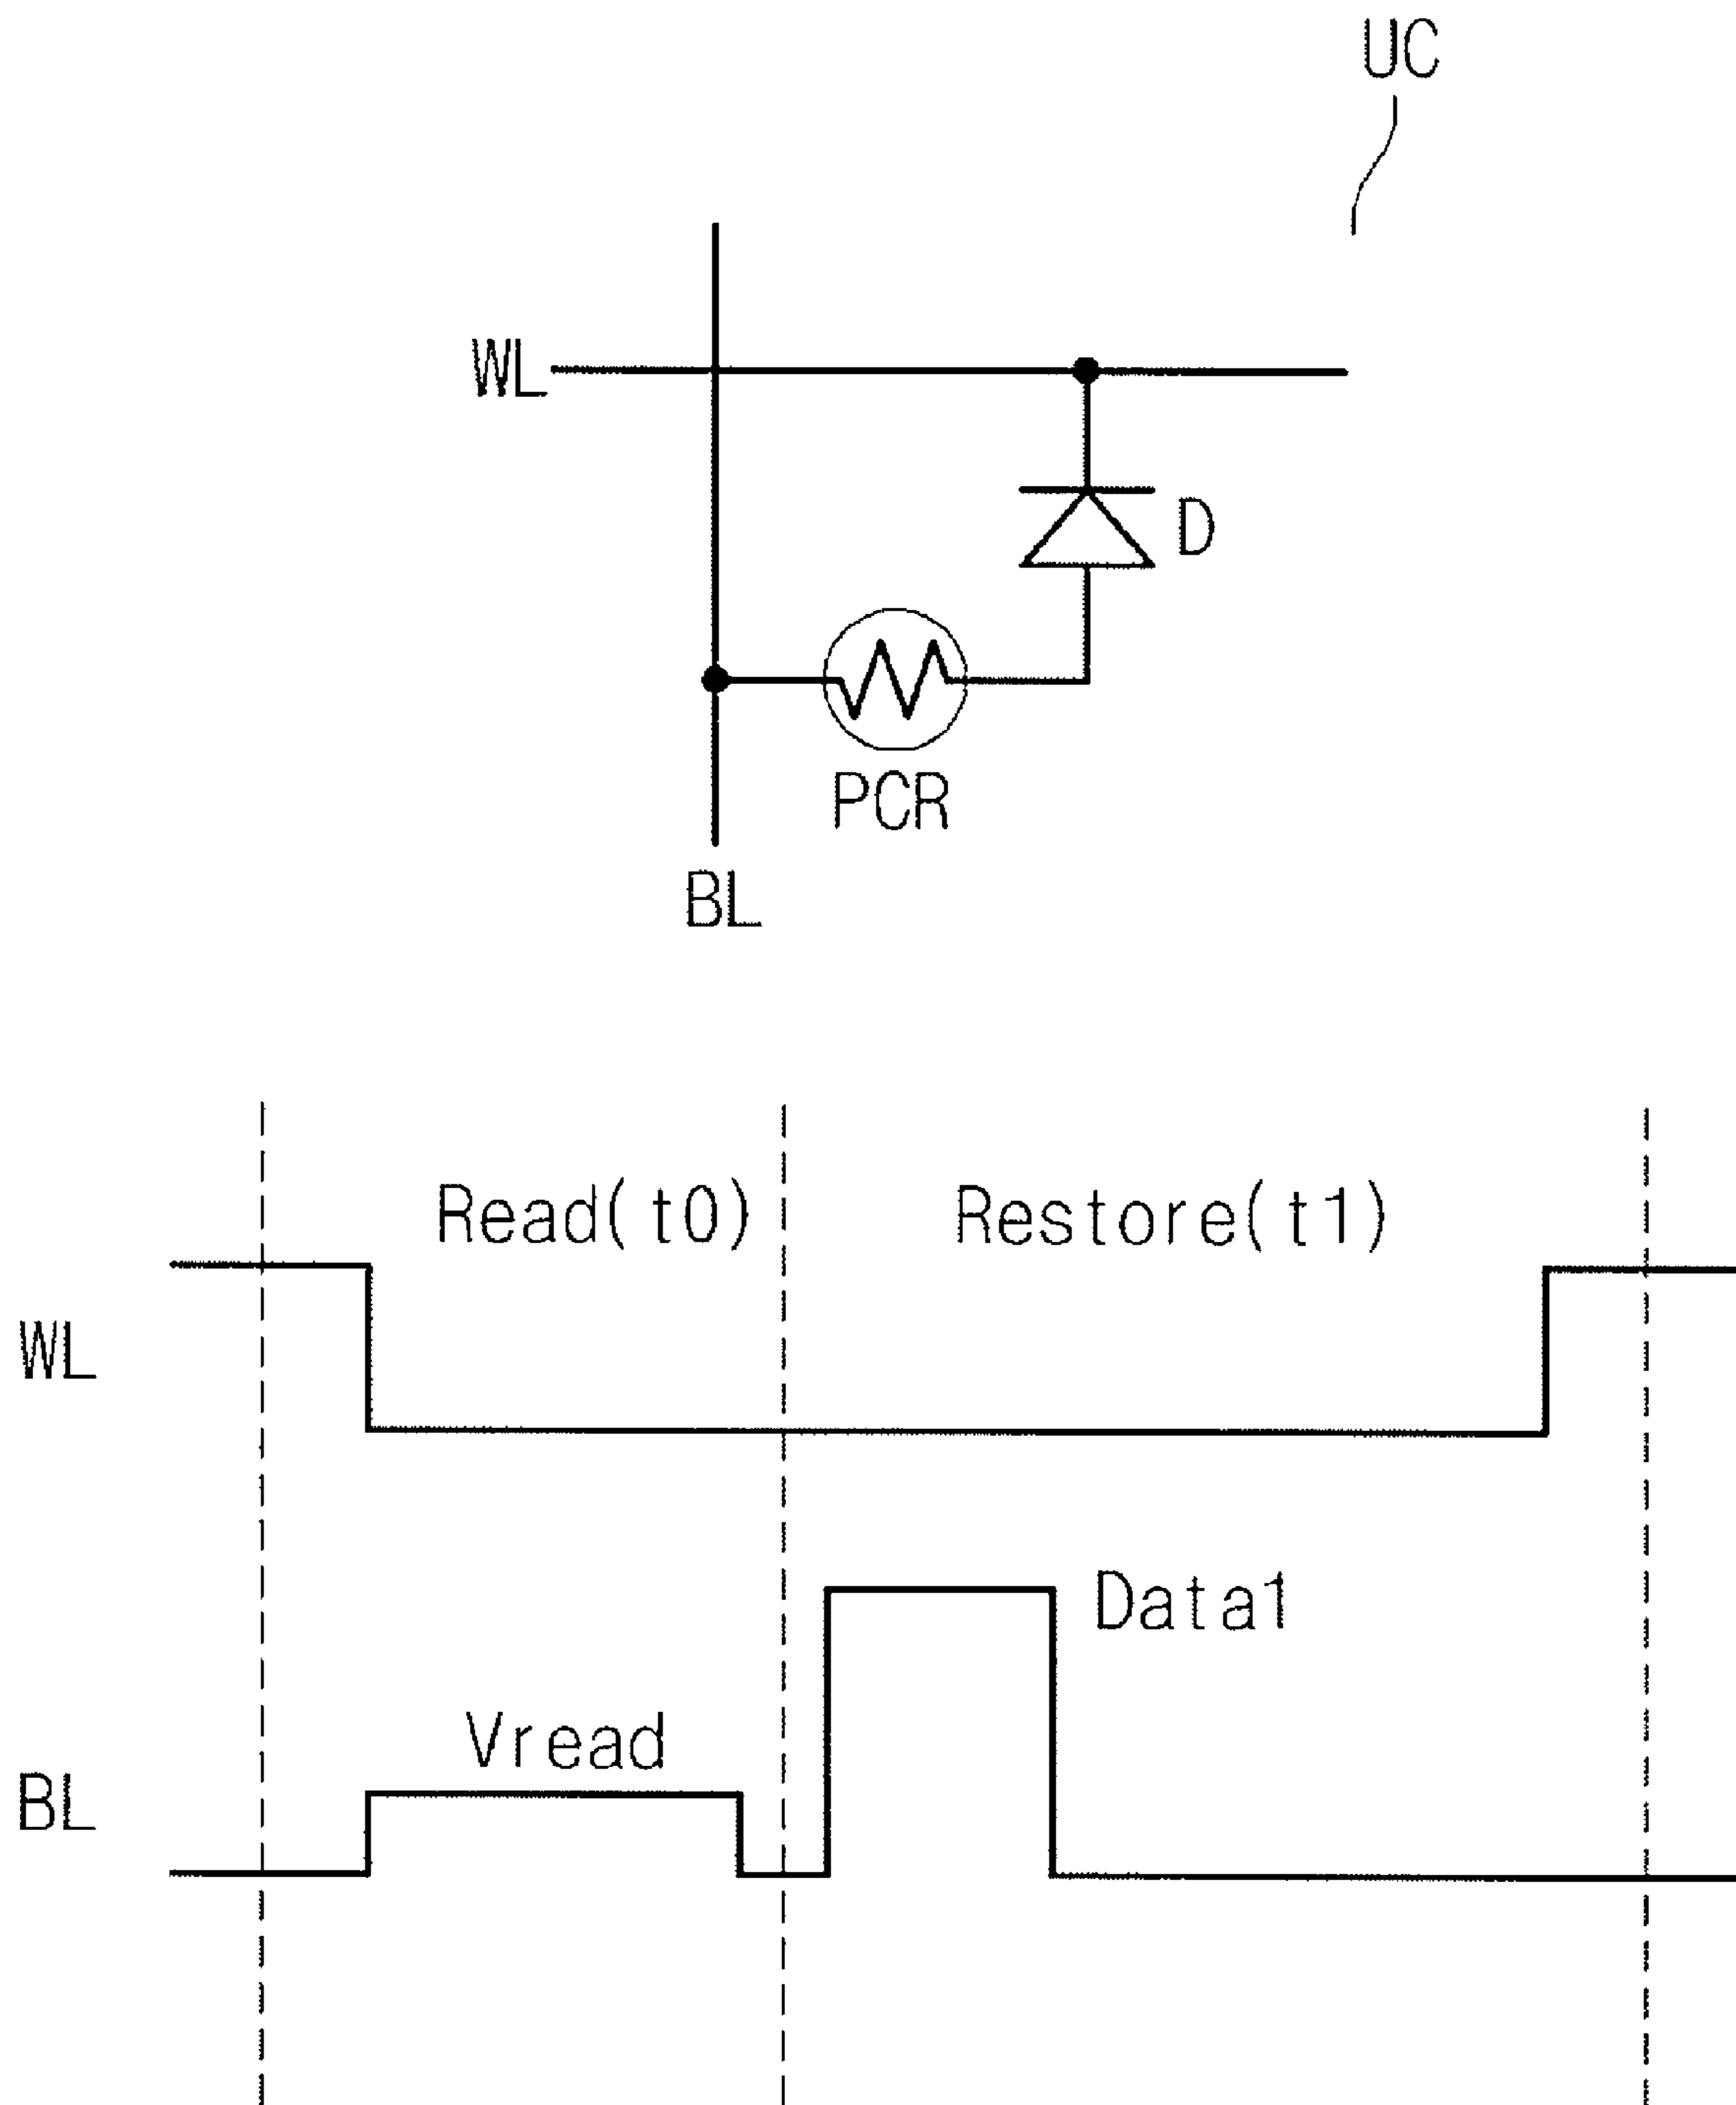 UC
WL
D
PCR
BL
Read(t0)
Restore(t1)
WL
Data1
Vread
BL